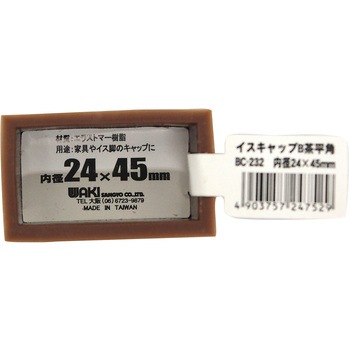 材質：エラストマー樹脂
用途：家具やイス脚のキャップに
内径24×45mm
WAKI SANGYO CO.,LTD.
TEL 大阪 (06)6723-9879
MADE IN TAIWAN
イスキャップB茶平角
BC-232 内径24×45mm
4 903757 247529